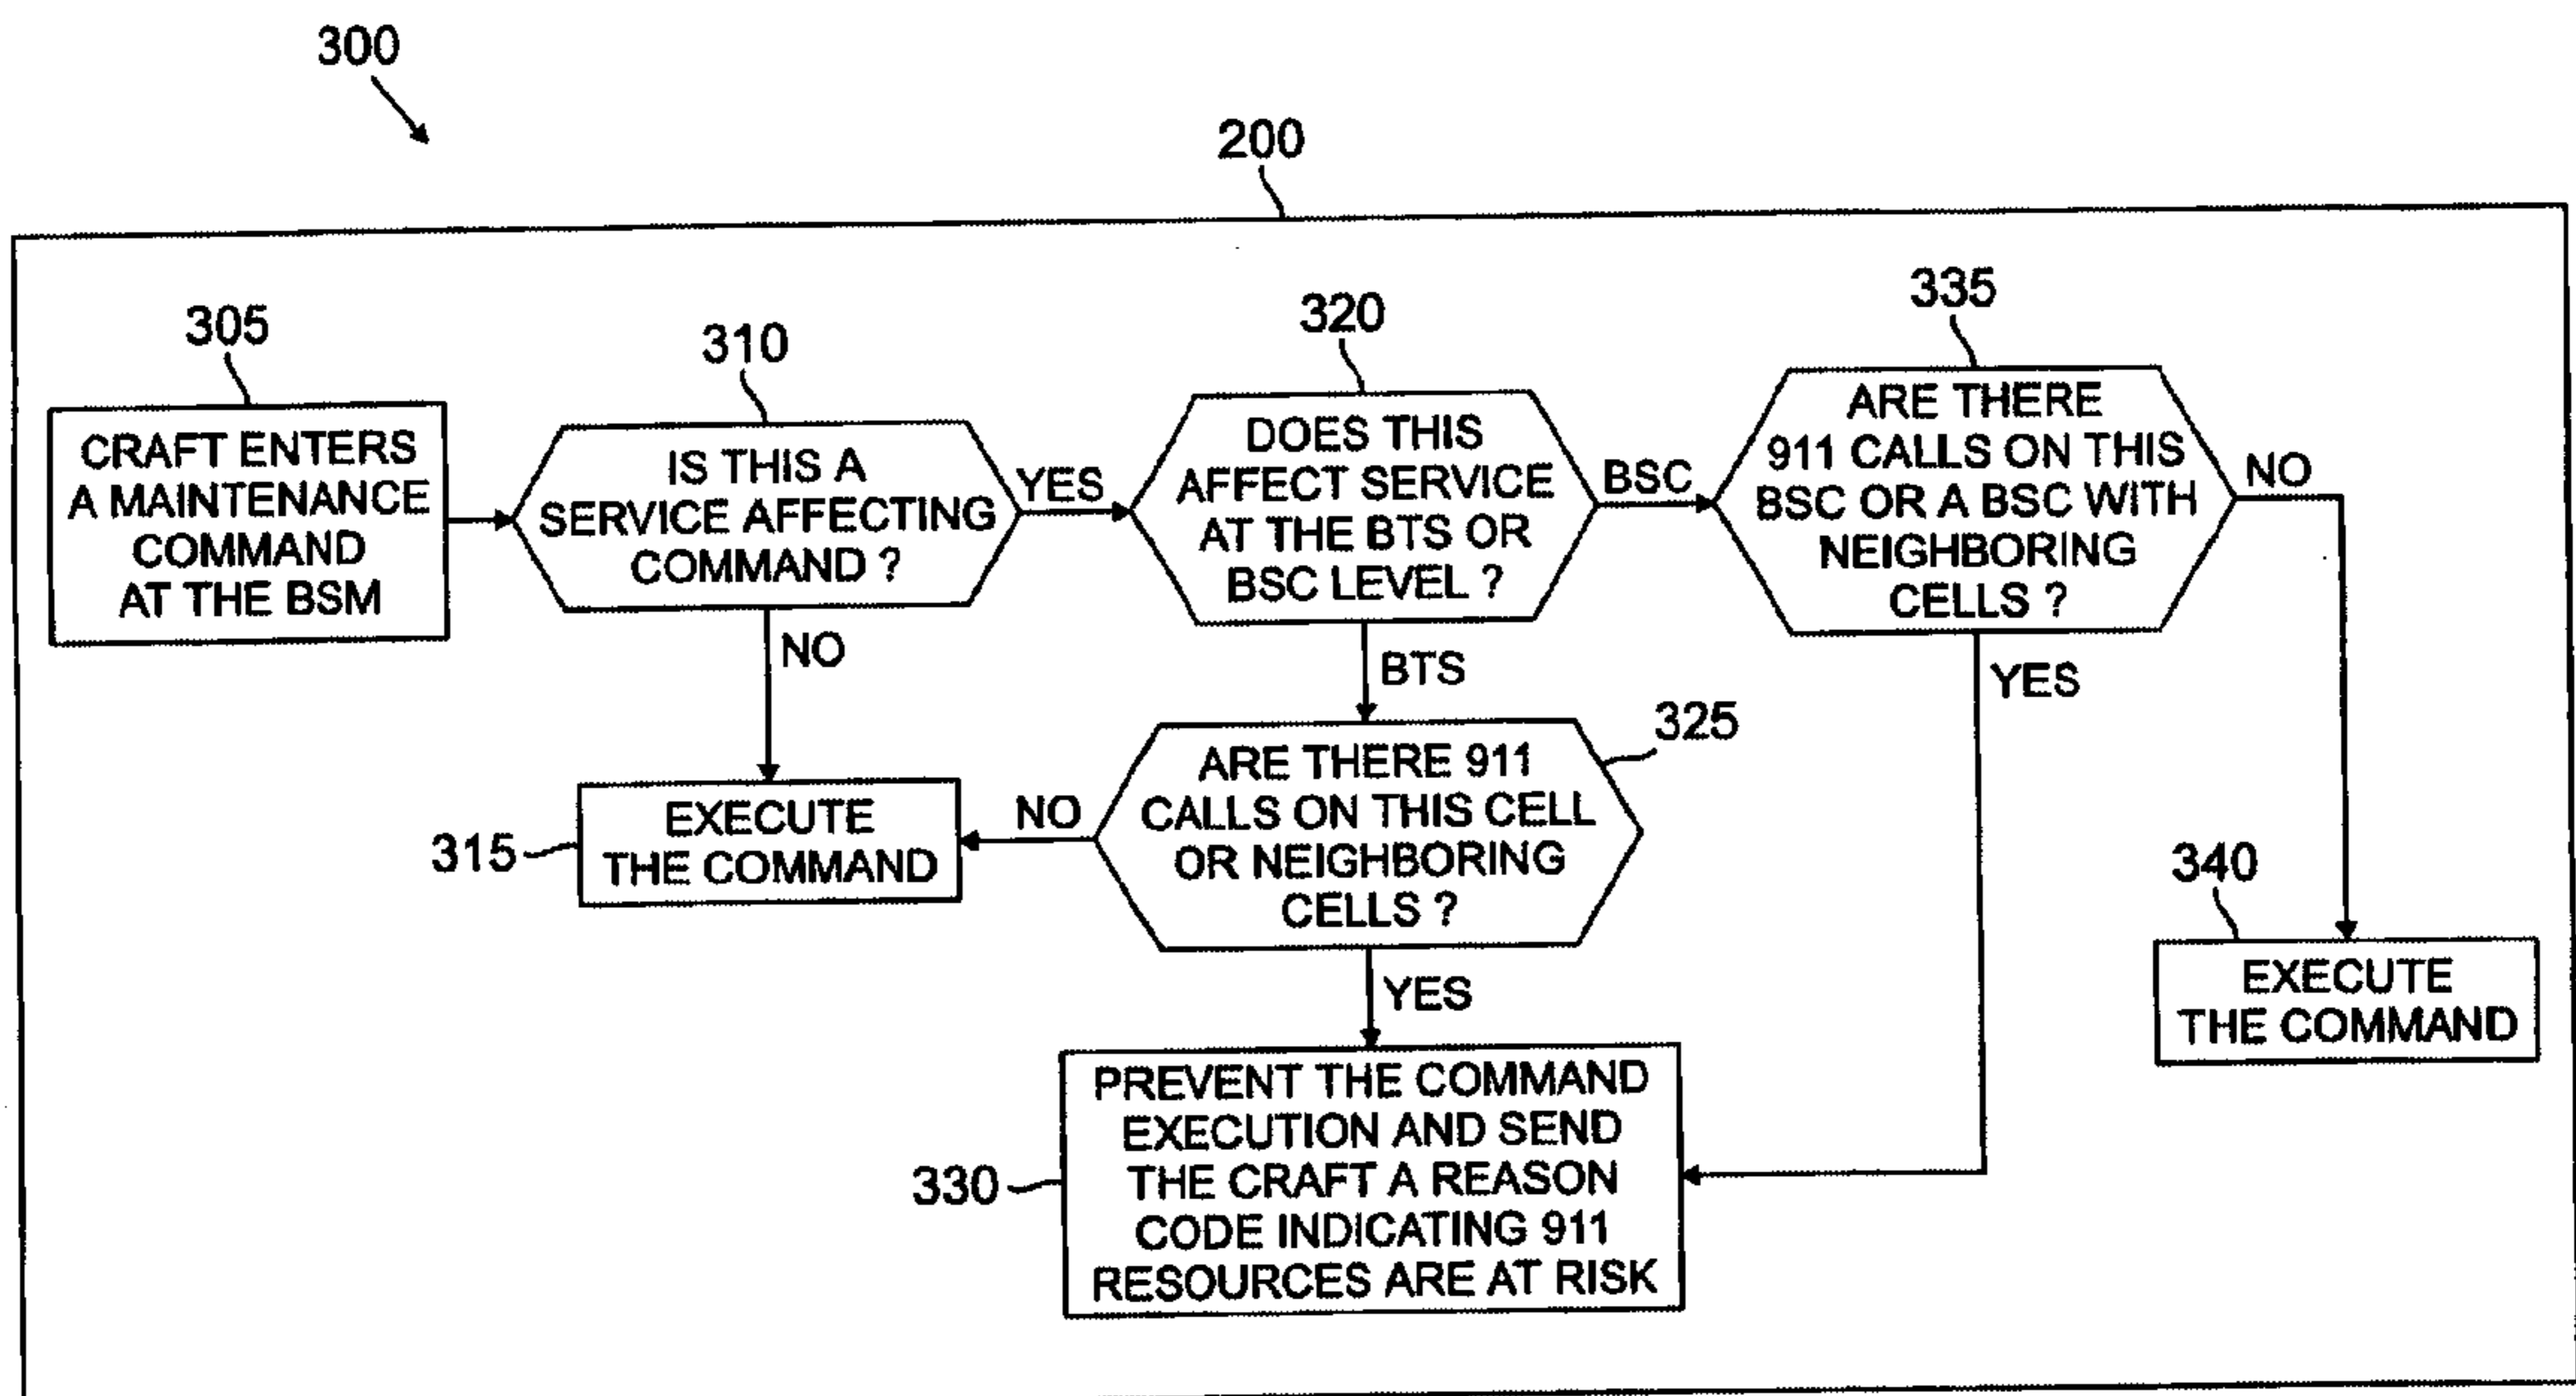 300
200
305
CRAFT ENTERS
A MAINTENANCE
COMMAND
AT THE BSM
310
IS THIS A
SERVICE AFFECTING
COMMAND ?
YES
NO
320
DOES THIS
AFFECT SERVICE
AT THE BTS OR
BSC LEVEL ?
BSC
BTS
335
ARE THERE
911 CALLS ON THIS
BSC OR A BSC WITH
NEIGHBORING
CELLS ?
NO
YES
315
EXECUTE
THE COMMAND
NO
325
ARE THERE 911
CALLS ON THIS CELL
OR NEIGHBORING
CELLS ?
YES
340
EXECUTE
THE COMMAND
330
PREVENT THE COMMAND
EXECUTION AND SEND
THE CRAFT A REASON
CODE INDICATING 911
RESOURCES ARE AT RISK